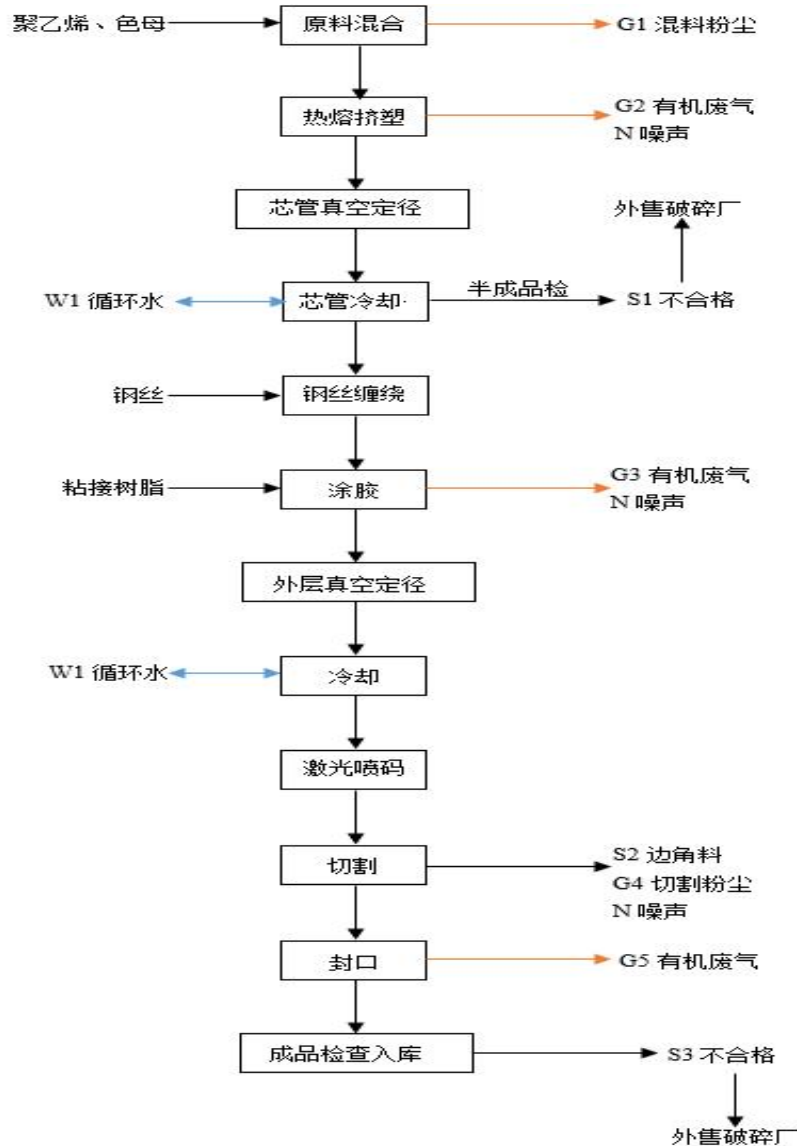 聚乙烯、色母
原料混合
G1 混料粉尘
热熔挤塑
G2 有机废气
N 噪声
芯管真空定径
外售破碎厂
W1 循环水
芯管冷却·
半成品检
S1 不合格
钢丝
钢丝缠绕
粘接树脂
涂胶
G3 有机废气
N 噪声
外层真空定径
W1 循环水
冷却
激光喷码
切割
S2 边角料
G4 切割粉尘
N 噪声
封口
G5 有机废气
成品检查入库
S3 不合格
外售破碎厂